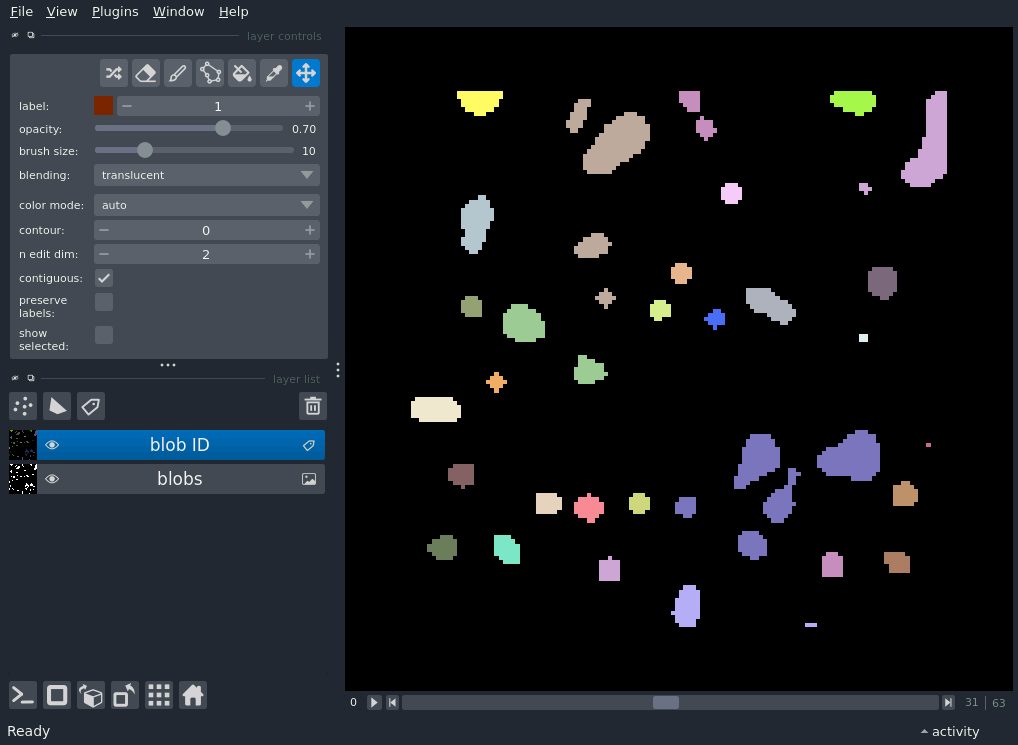 File View Plugins Window Help
layer controls
label: 1
opacity: 0.70
brush size: 10
blending: translucent
color mode: auto
contour: 0
n edit dim: 2
contiguous:
preserve
labels:
show
selected:
layer list
blob ID
blobs
0 31 | 63
Ready activity